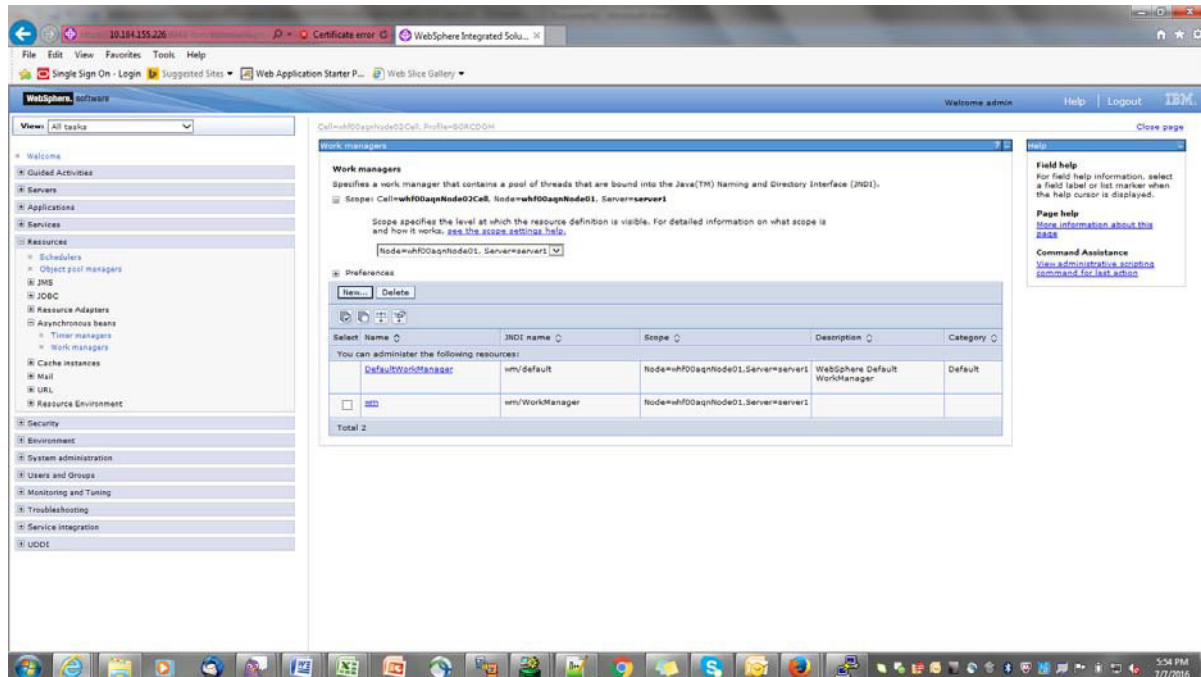 10.184.155.226
Certificate error
WebSphere Integrated Solu...
File Edit View Favorites Tools Help
Single Sign On - Login Suggested Sites Web Application Starter P... Web Slice Gallery
WebSphere. software
Welcome admin
Help | Logout
IBM.
View: All tasks
Welcome
Guided Activities
Servers
Applications
Services
Resources
Schedulers
Object pool managers
JMS
JDBC
Resource Adapters
Asynchronous beans
Timer managers
Work managers
Cache instances
Mail
URL
Resource Environment
Security
Environment
System administration
Users and Groups
Monitoring and Tuning
Troubleshooting
Service integration
UDDI
Cell=whf00aqnNode02Cell, Profile=BORCDOM
Close page
Work managers
Work managers
Specifies a work manager that contains a pool of threads that are bound into the Java(TM) Naming and Directory Interface (JNDI).
Scope: Cell=whf00aqnNode02Cell, Node=whf00aqnNode01, Server=server1
Scope specifies the level at which the resource definition is visible. For detailed information on what scope is
and how it works, see the scope settings help.
Node=whf00aqnNode01, Server=server1
Preferences
New... Delete
Select Name JNDI name Scope Description Category
You can administer the following resources:
DefaultWorkManager wm/default Node=whf00aqnNode01,Server=server1 WebSphere Default Default
WorkManager
wm wm/WorkManager Node=whf00aqnNode01,Server=server1
Total 2
Help
Field help
For field help information, select
a field label or list marker when
the help cursor is displayed.
Page help
More information about this
page
Command Assistance
View administrative scripting
command for last action
5:54 PM
7/7/2016